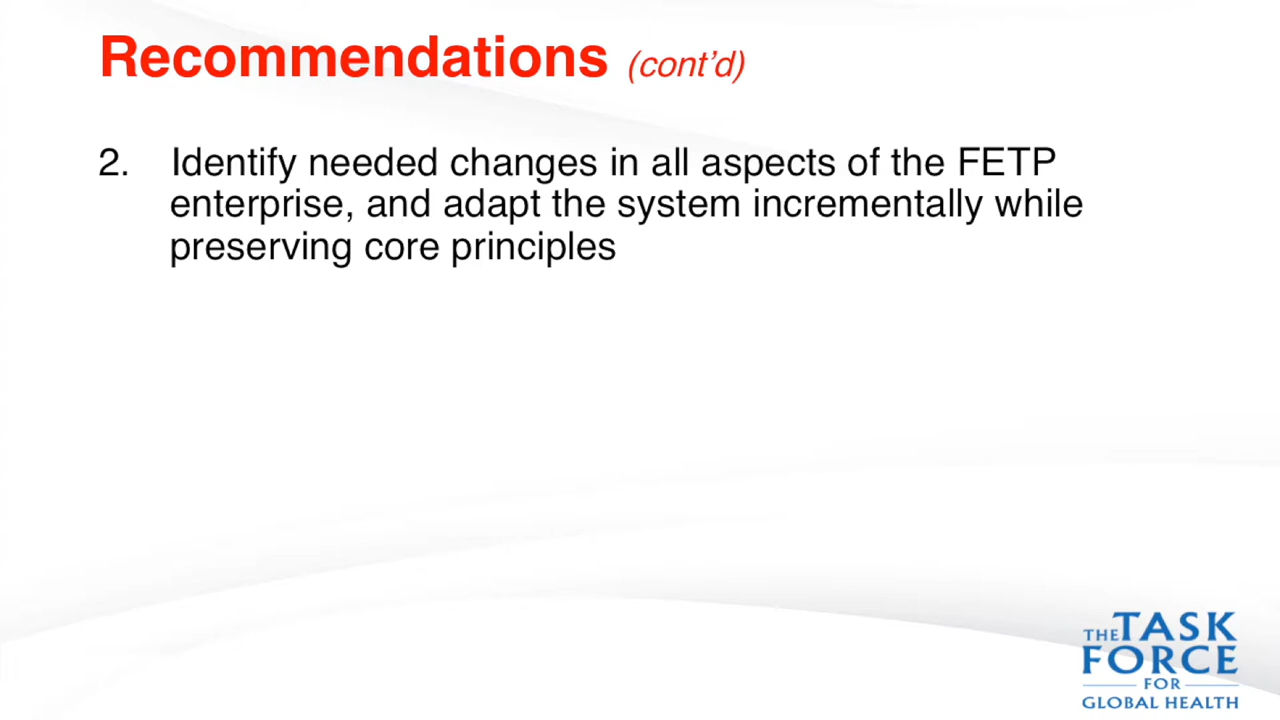 Recommendations (cont’d)
2. Identify needed changes in all aspects of the FETP
enterprise, and adapt the system incrementally while
preserving core principles
THE TASK
FORCE
FOR
GLOBAL HEALTH